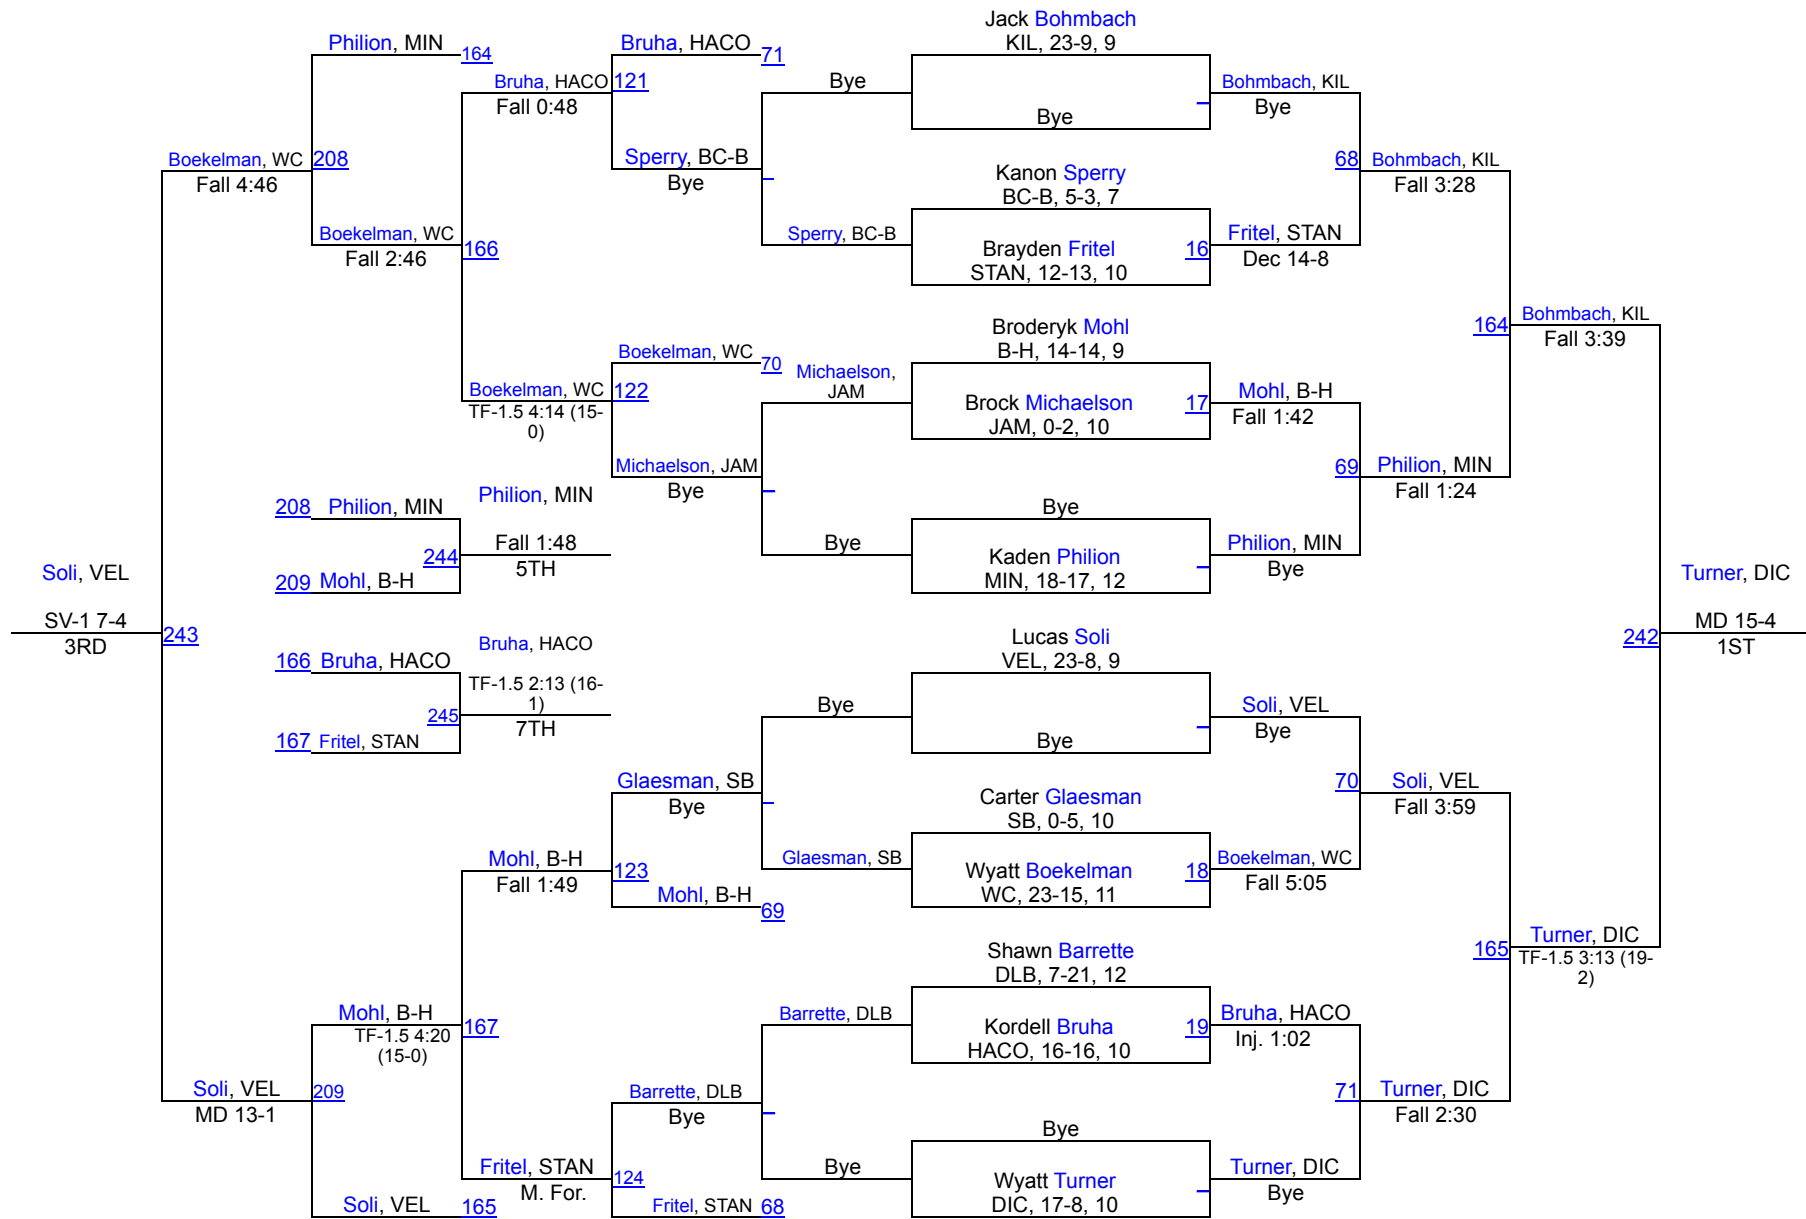 Jack Bohmbach
KIL, 23-9, 9
Bye
Kanon Sperry
BC-B, 5-3, 7
Brayden Fritel
STAN, 12-13, 10
16
Broderyk Mohl
B-H, 14-14, 9
Brock Michaelson
JAM, 0-2, 10
17
Bye
Kaden Philion
MIN, 18-17, 12
Lucas Soli
VEL, 23-8, 9
Bye
Carter Glaesman
SB, 0-5, 10
Wyatt Boekelman
WC, 23-15, 11
18
Shawn Barrette
DLB, 7-21, 12
Kordell Bruha
HACO, 16-16, 10
19
Bye
Wyatt Turner
DIC, 17-8, 10
Bohmbach, KIL
Bye
68
Fritel, STAN
Dec 14-8
Mohl, B-H
Fall 1:42
69
Philion, MIN
Bye
Soli, VEL
Bye
70
Boekelman, WC
Fall 5:05
Bruha, HACO
Inj. 1:02
71
Turner, DIC
Bye
Bohmbach, KIL
Fall 3:28
164
Philion, MIN
Fall 1:24
Soli, VEL
Fall 3:59
165
Turner, DIC
Fall 2:30
Bohmbach, KIL
Fall 3:39
242
Turner, DIC
TF-1.5 3:13 (19-
2)
Turner, DIC
MD 15-4
1ST
Bye
Sperry, BC-B
Michaelson,
JAM
Bye
Bye
Glaesman, SB
Barrette, DLB
Bye
Bruha, HACO
71
121
Sperry, BC-B
Bye
Boekelman, WC
70
122
Michaelson, JAM
Bye
Glaesman, SB
Bye
123
Mohl, B-H
69
Barrette, DLB
Bye
124
Fritel, STAN
68
Bruha, HACO
Fall 0:48
166
Boekelman, WC
TF-1.5 4:14 (15-
0)
Mohl, B-H
Fall 1:49
167
Fritel, STAN
M. For.
Philion, MIN
164
208
Boekelman, WC
Fall 2:46
Mohl, B-H
TF-1.5 4:20
(15-0)
209
Soli, VEL
165
Boekelman, WC
Fall 4:46
243
Soli, VEL
MD 13-1
Soli, VEL
SV-1 7-4
3RD
208
Philion, MIN
244
209
Mohl, B-H
Philion, MIN
Fall 1:48
5TH
166
Bruha, HACO
245
167
Fritel, STAN
Bruha, HACO
TF-1.5 2:13 (16-
1)
7TH